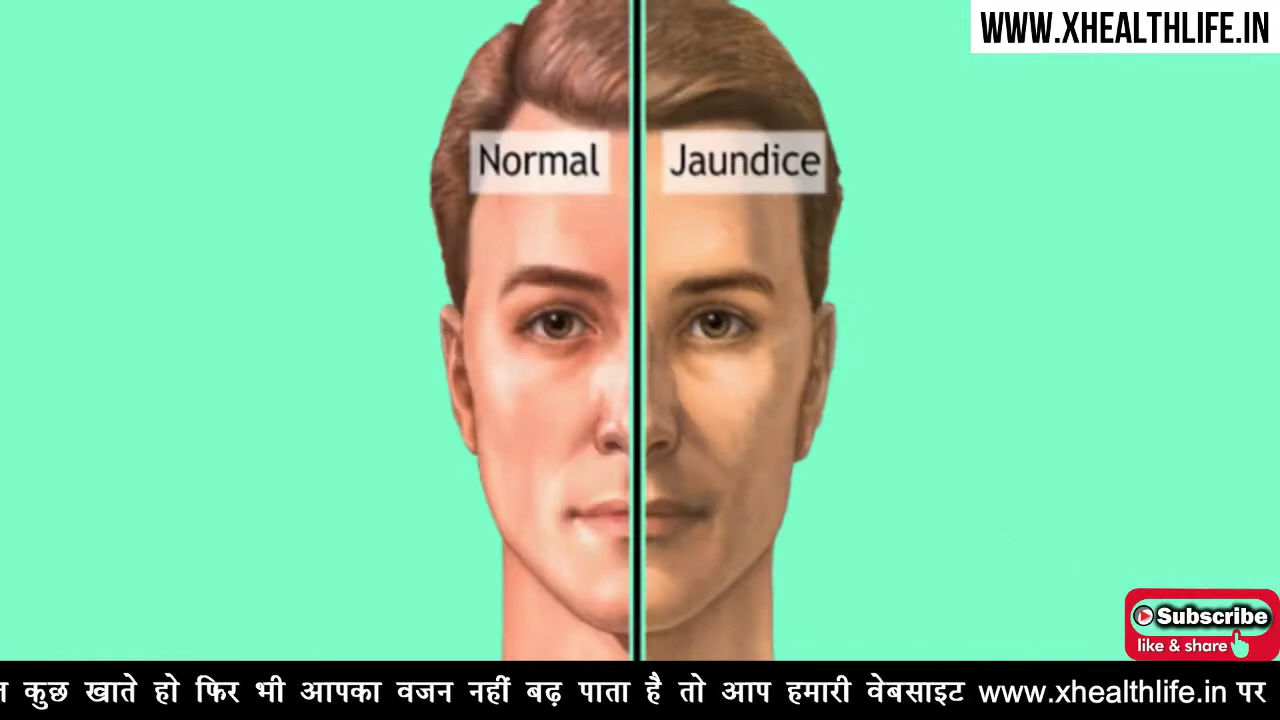 WWW.XHEALTHLIFE.IN
Normal
Jaundice
Subscribe
like & share
कुछ खाते हो फिर भी आपका वजन नहीं बढ़ पाता है तो आप हमारी वेबसाइट www.xhealthlife.in पर